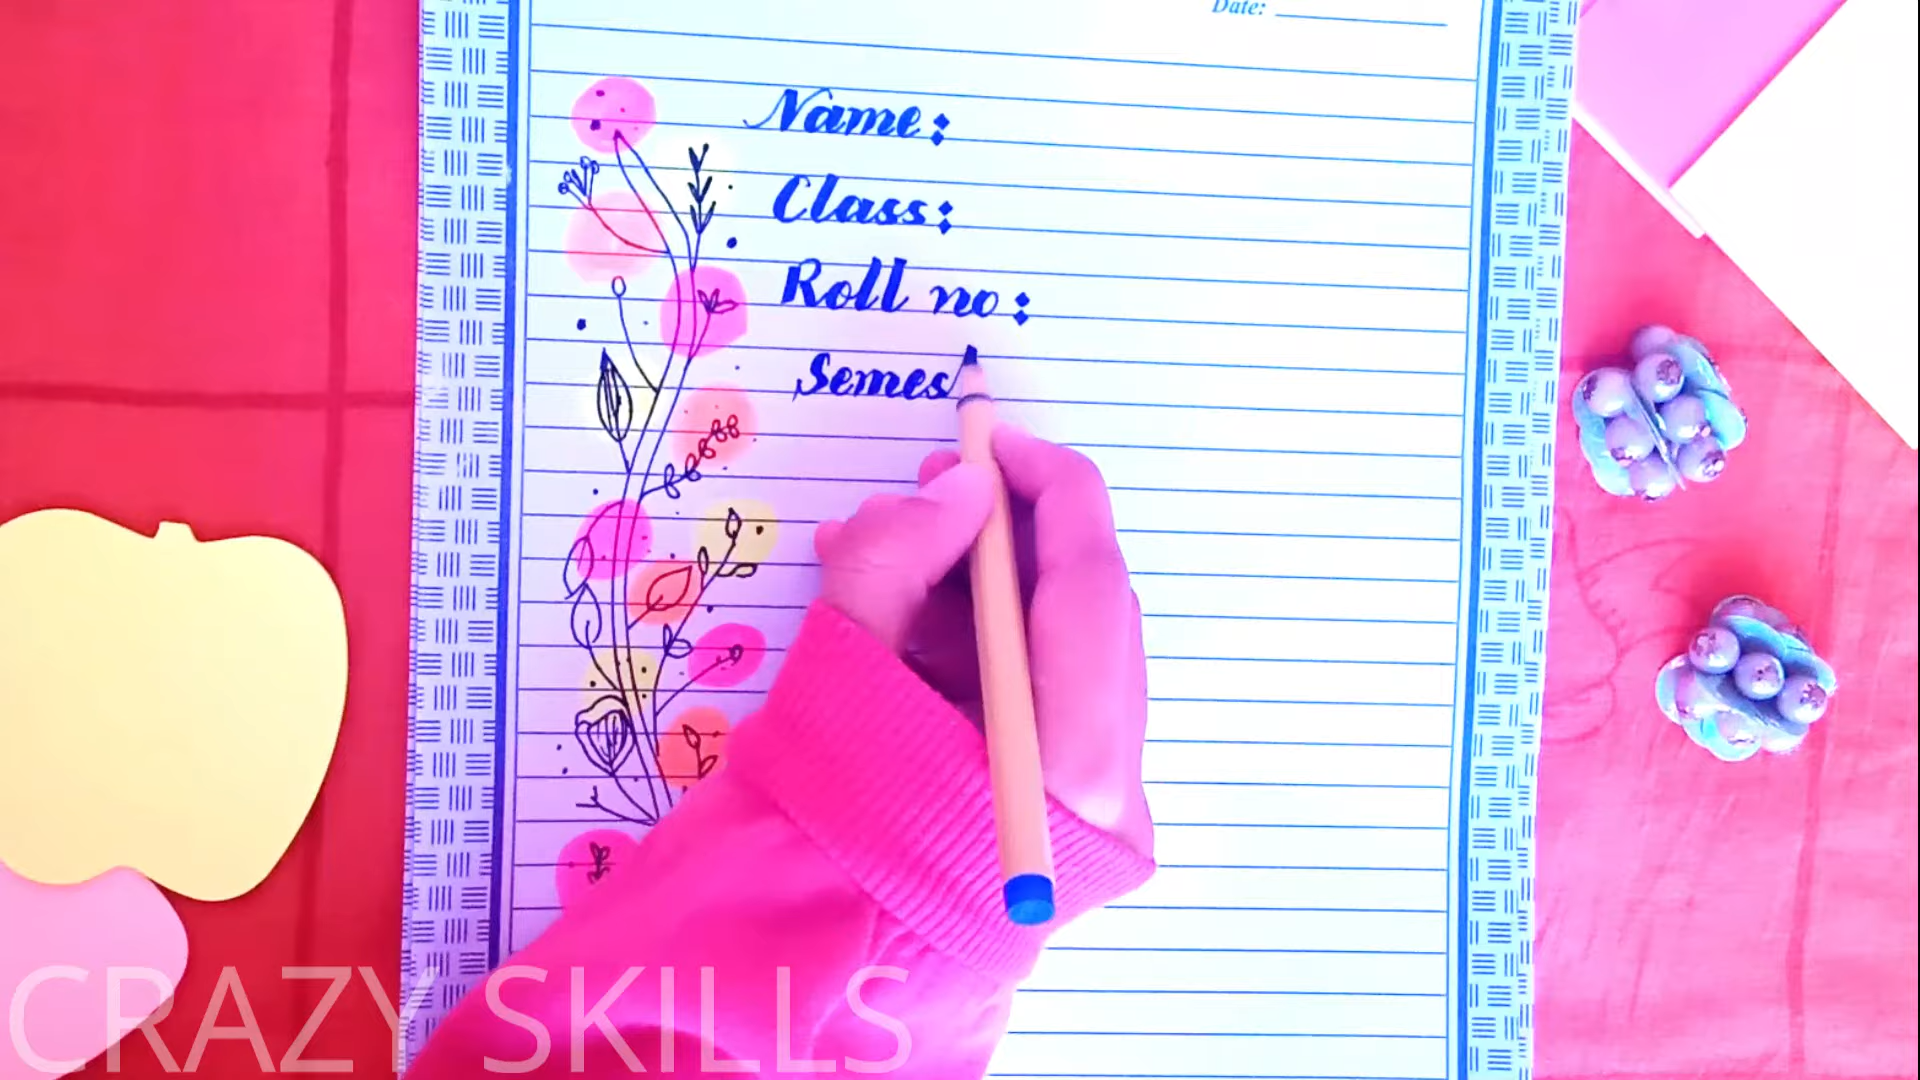 Date:
Name:
Class:
Roll no:
Semes
CRAZY SKILLS